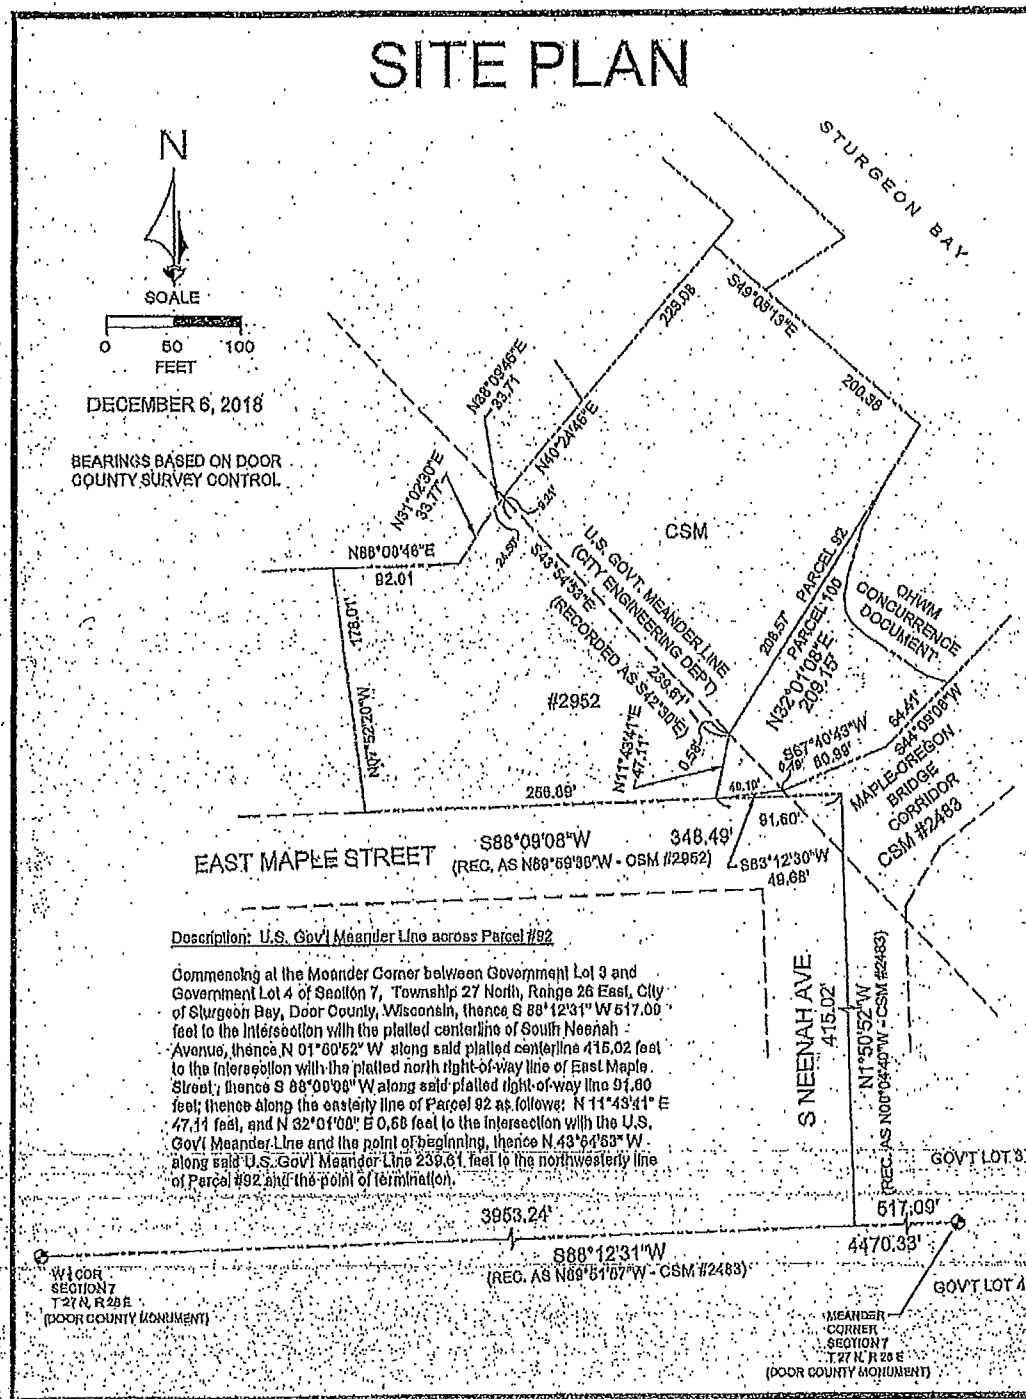 SITE PLAN
N
SCALE
0 50 100
FEET
DECEMBER 6, 2018
BEARINGS BASED ON DOOR
COUNTY SURVEY CONTROL
STURGEON BAY
S49°08'13"E
200.38
229.08
N40°24'46"E
N38°09'46"E
33.71
N31°02'30"E
33.77'
N88°00'46"E
92.01
24.50'
9.21'
CSM
#2952
U.S. GOVT. MEANDER LINE
(CITY ENGINEERING DEPT)
S43°54'53"E
239.61'
(RECORDED AS S42°30'E)
178.01'
N07°52'20"W
PARCEL 92
PARCEL 100
208.57'
N32°01'08"E
209.15'
OHWM
CONCURRENCE
DOCUMENT
64.41'
S44°09'08"W
S67°40'43"W
80.99'
MAPLE-OREGON
BRIDGE
CORRIDOR
CSM #2483
N11°43'41"E
47.11'
0.58'
256.89'
40.10'
91.60'
EAST MAPLE STREET
S88°09'08"W 348.49'
(REC. AS N89°59'38"W - CSM #2952)
S83°12'30"W
49.68'
Description: U.S. Gov't Meander Line across Parcel #92
Commencing at the Meander Corner between Government Lot 3 and
Government Lot 4 of Section 7, Township 27 North, Range 26 East, City
of Sturgeon Bay, Door County, Wisconsin, thence S 88°12'31" W 517.09
feet to the intersection with the platted centerline of South Neenah
Avenue, thence N 01°50'52" W along said platted centerline 415.02 feet
to the intersection with the platted north right-of-way line of East Maple
Street; thence S 88°09'08" W along said platted right-of-way line 91.60
feet; thence along the easterly line of Parcel 92 as follows: N 11°43'41" E
47.11 feet, and N 32°01'08" E 0.58 feet to the intersection with the U.S.
Gov't Meander Line and the point of beginning, thence N 43°54'53" W
along said U.S. Gov't Meander Line 239.61 feet to the northwesterly line
of Parcel #92 and the point of termination.
S NEENAH AVE.
415.02'
N1°50'52"W
(REC. AS N00°04'40"W - CSM #2483)
GOV'T LOT 3
517.09'
3953.24'
S88°12'31"W
(REC. AS N89°51'57"W - CSM #2483)
4470.33'
GOV'T LOT 4
W ¼ COR
SECTION 7
T 27 N, R 26 E
(DOOR COUNTY MONUMENT)
MEANDER
CORNER
SECTION 7
T 27 N, R 26 E
(DOOR COUNTY MONUMENT)